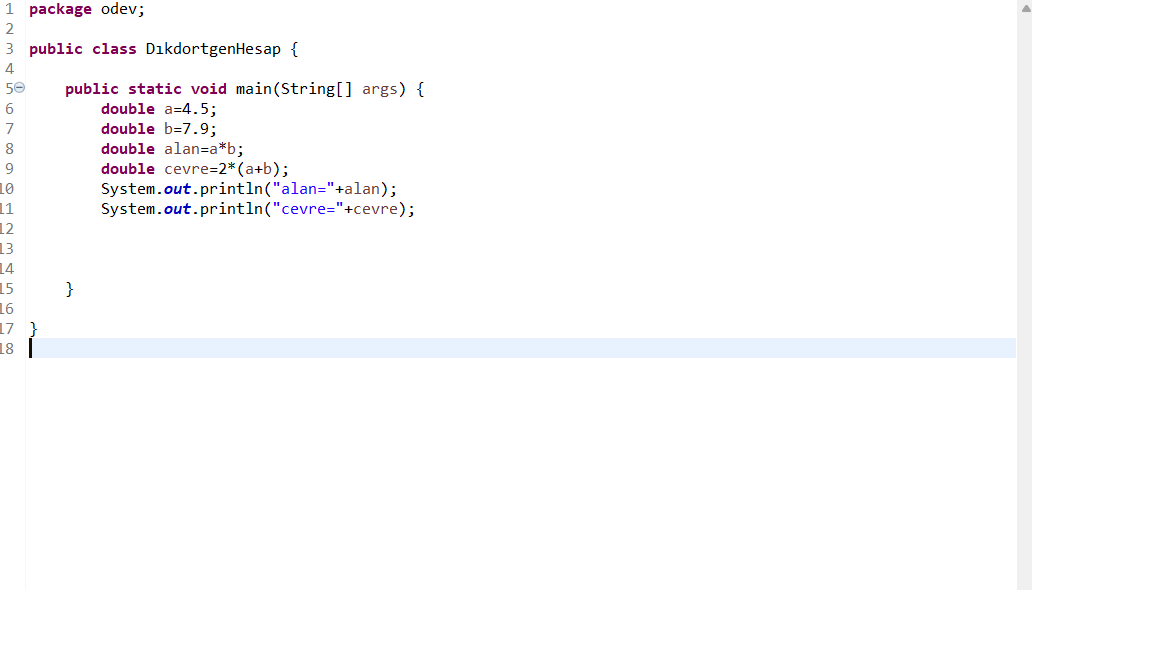 1 package odev;
2
3 public class DıkdortgenHesap {
4
5 public static void main(String[] args) {
6 double a=4.5;
7 double b=7.9;
8 double alan=a*b;
9 double cevre=2*(a+b);
10 System.out.println("alan="+alan);
11 System.out.println("cevre="+cevre);
12
13
14
15 }
16
17 }
18